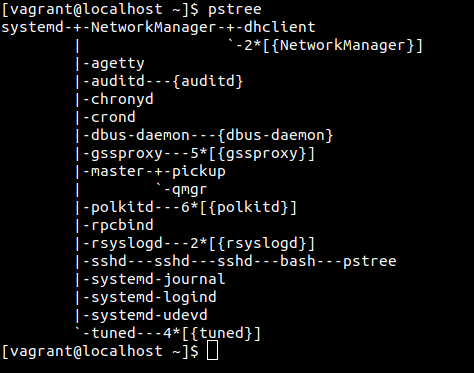 [vagrant@localhost ~]$ pstree
systemd-+-NetworkManager-+-dhclient
        |                `-2*[{NetworkManager}]
        |-agetty
        |-auditd---{auditd}
        |-chronyd
        |-crond
        |-dbus-daemon---{dbus-daemon}
        |-gssproxy---5*[{gssproxy}]
        |-master-+-pickup
        |        `-qmgr
        |-polkitd---6*[{polkitd}]
        |-rpcbind
        |-rsyslogd---2*[{rsyslogd}]
        |-sshd---sshd---sshd---bash---pstree
        |-systemd-journal
        |-systemd-logind
        |-systemd-udevd
        `-tuned---4*[{tuned}]
[vagrant@localhost ~]$